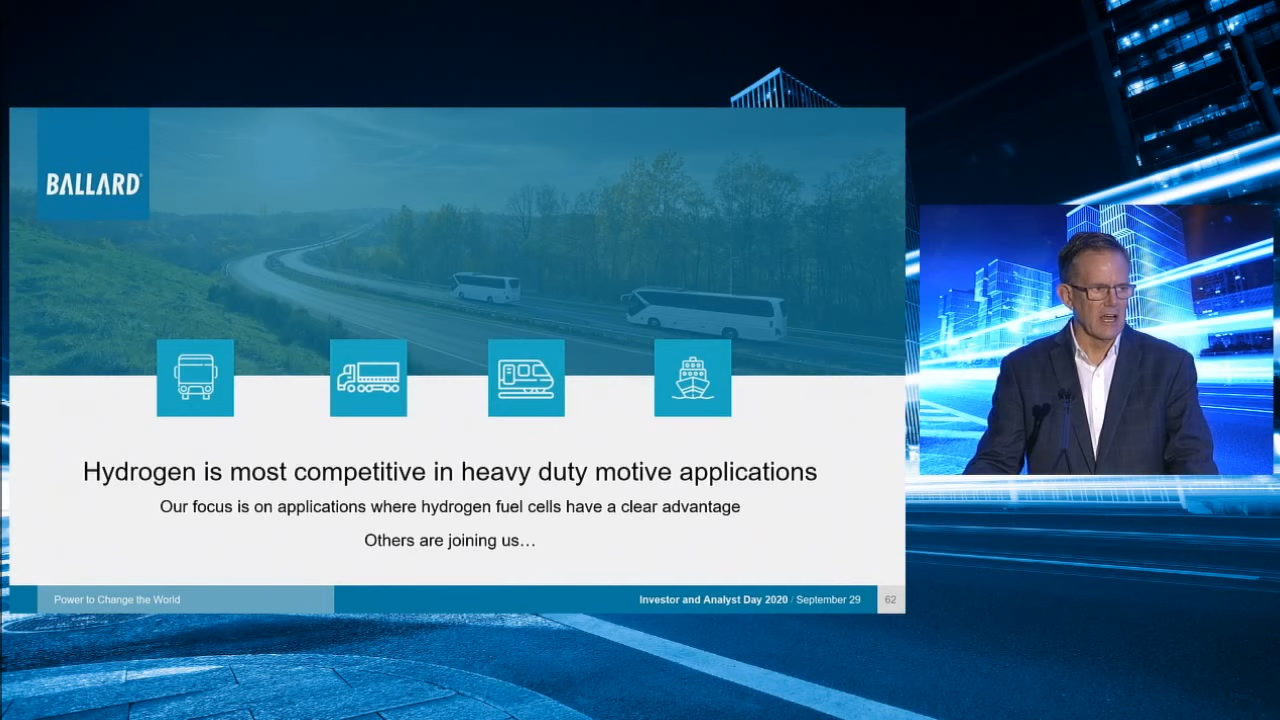 BALLARD
Hydrogen is most competitive in heavy duty motive applications
Our focus is on applications where hydrogen fuel cells have a clear advantage
Others are joining us…
Power to Change the World
Investor and Analyst Day 2020 / September 29
62